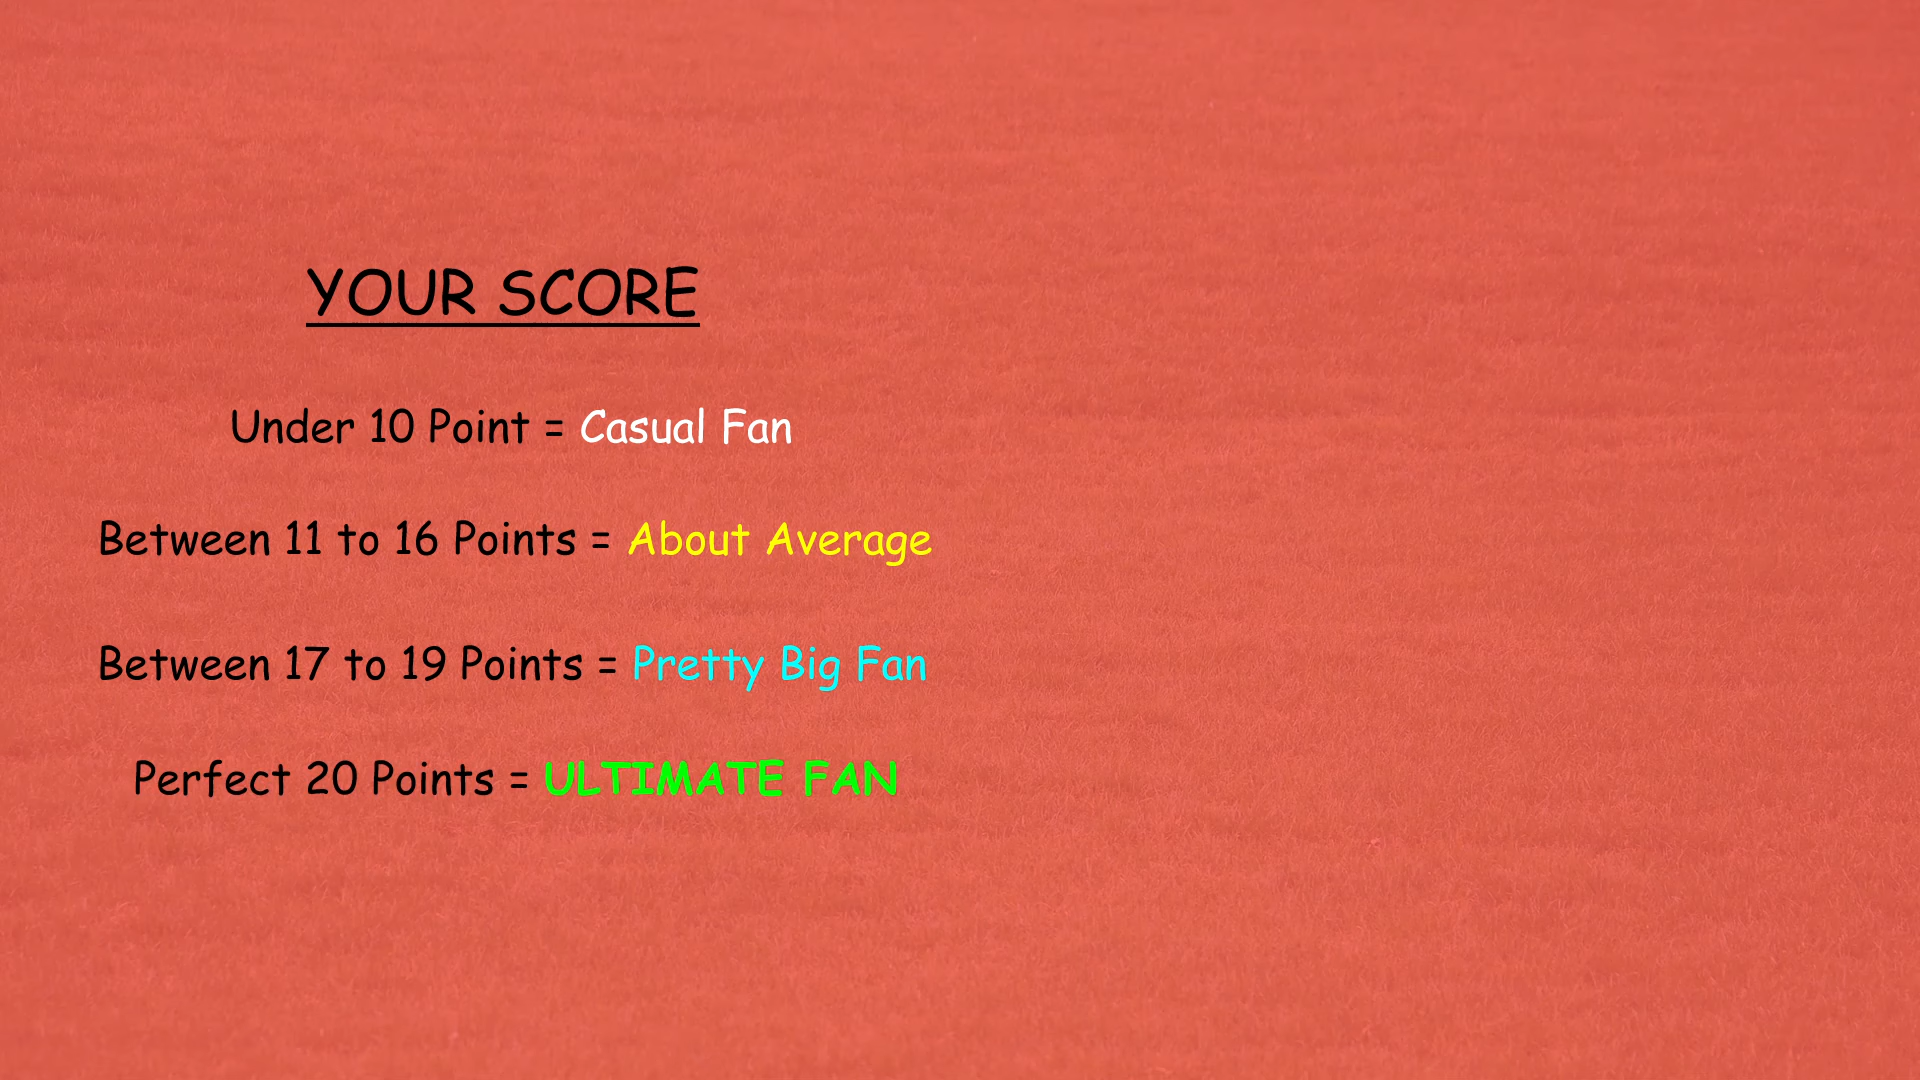 YOUR SCORE
Under 10 Point = Casual Fan
Between 11 to 16 Points = About Average
Between 17 to 19 Points = Pretty Big Fan
Perfect 20 Points = ULTIMATE FAN